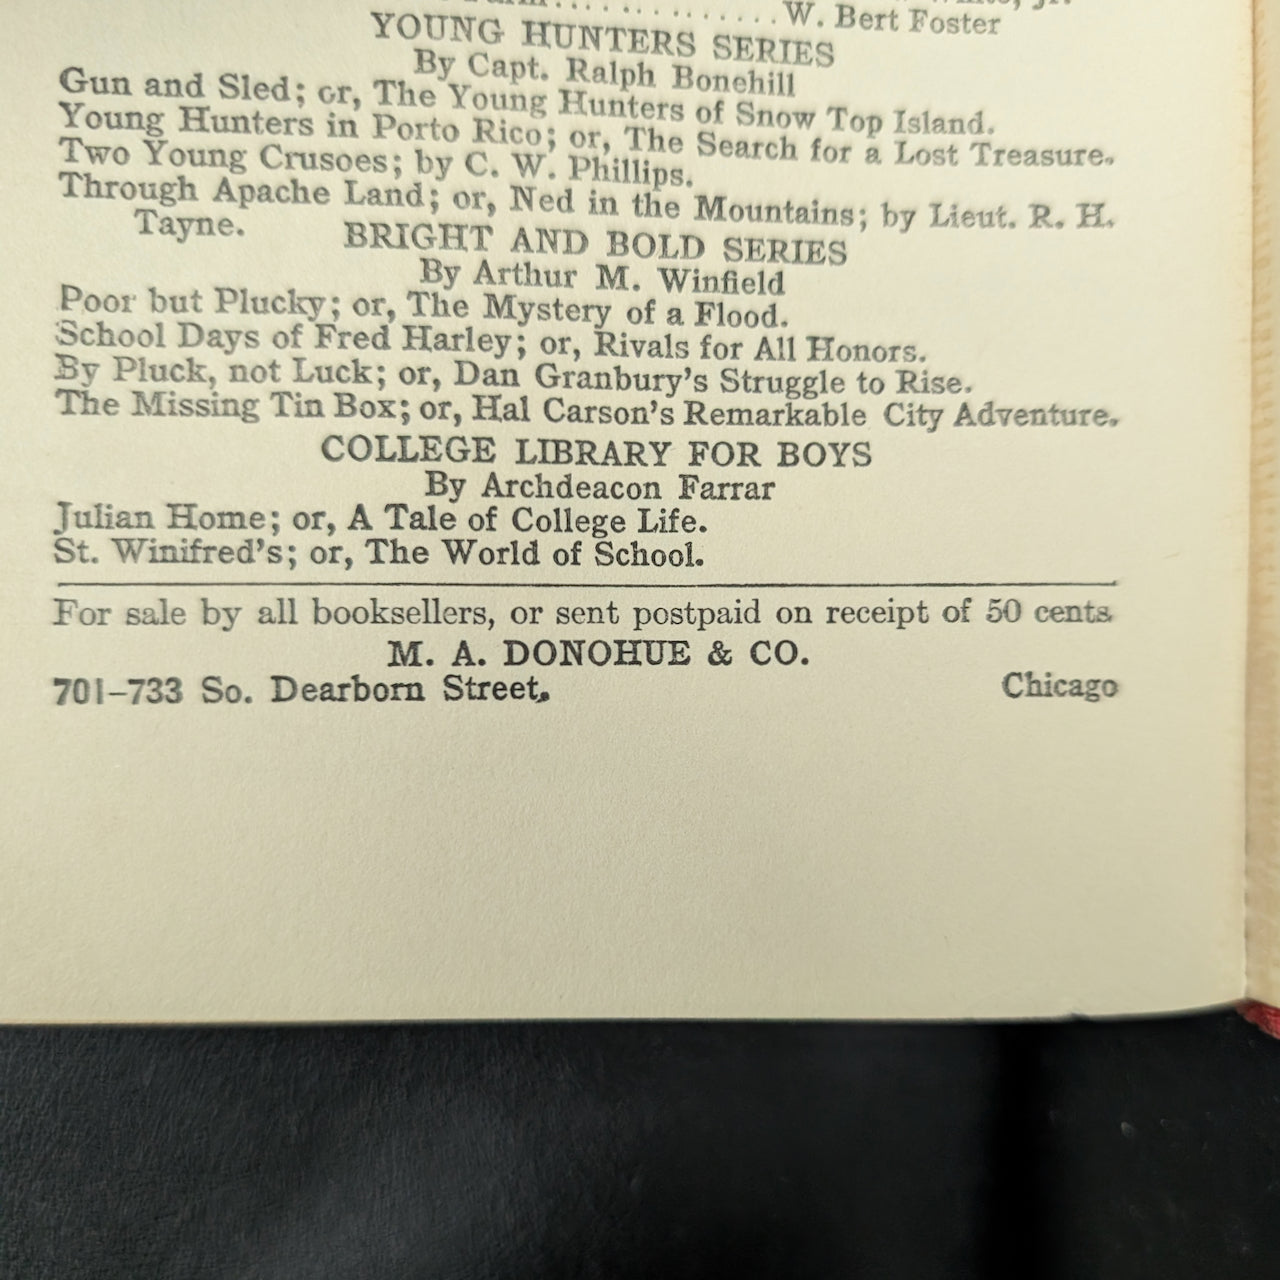 W. Bert Foster
YOUNG HUNTERS SERIES
By Capt. Ralph Bonehill
Gun and Sled; or, The Young Hunters of Snow Top Island.
Young Hunters in Porto Rico; or, The Search for a Lost Treasure.
Two Young Crusoes; by C. W. Phillips.
Through Apache Land; or, Ned in the Mountains; by Lieut. R. H.
Tayne.
BRIGHT AND BOLD SERIES
By Arthur M. Winfield
Poor but Plucky; or, The Mystery of a Flood.
School Days of Fred Harley; or, Rivals for All Honors.
By Pluck, not Luck; or, Dan Granbury's Struggle to Rise.
The Missing Tin Box; or, Hal Carson's Remarkable City Adventure.
COLLEGE LIBRARY FOR BOYS
By Archdeacon Farrar
Julian Home; or, A Tale of College Life.
St. Winifred's; or, The World of School.
For sale by all booksellers, or sent postpaid on receipt of 50 cents
M. A. DONOHUE & CO.
701–733 So. Dearborn Street, Chicago